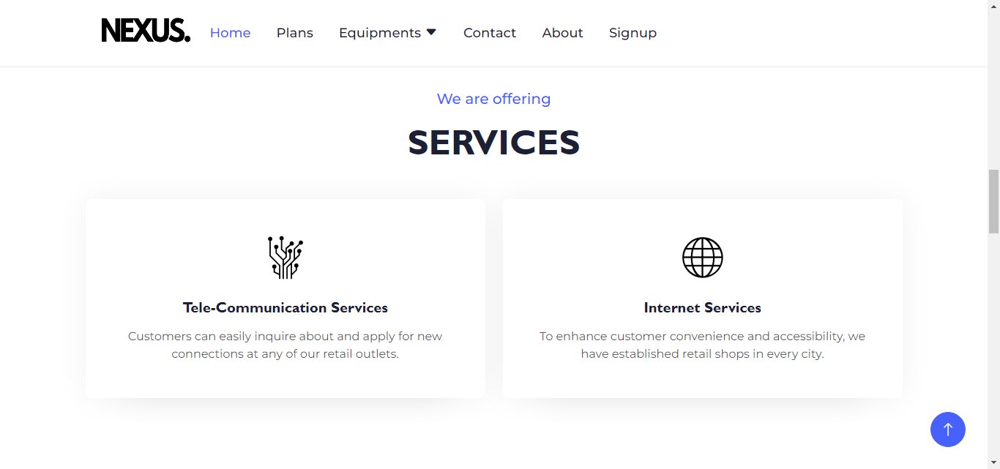 NEXUS. Home Plans Equipments Contact About Signup
We are offering
SERVICES
Tele-Communication Services
Customers can easily inquire about and apply for new
connections at any of our retail outlets.
Internet Services
To enhance customer convenience and accessibility, we
have established retail shops in every city.